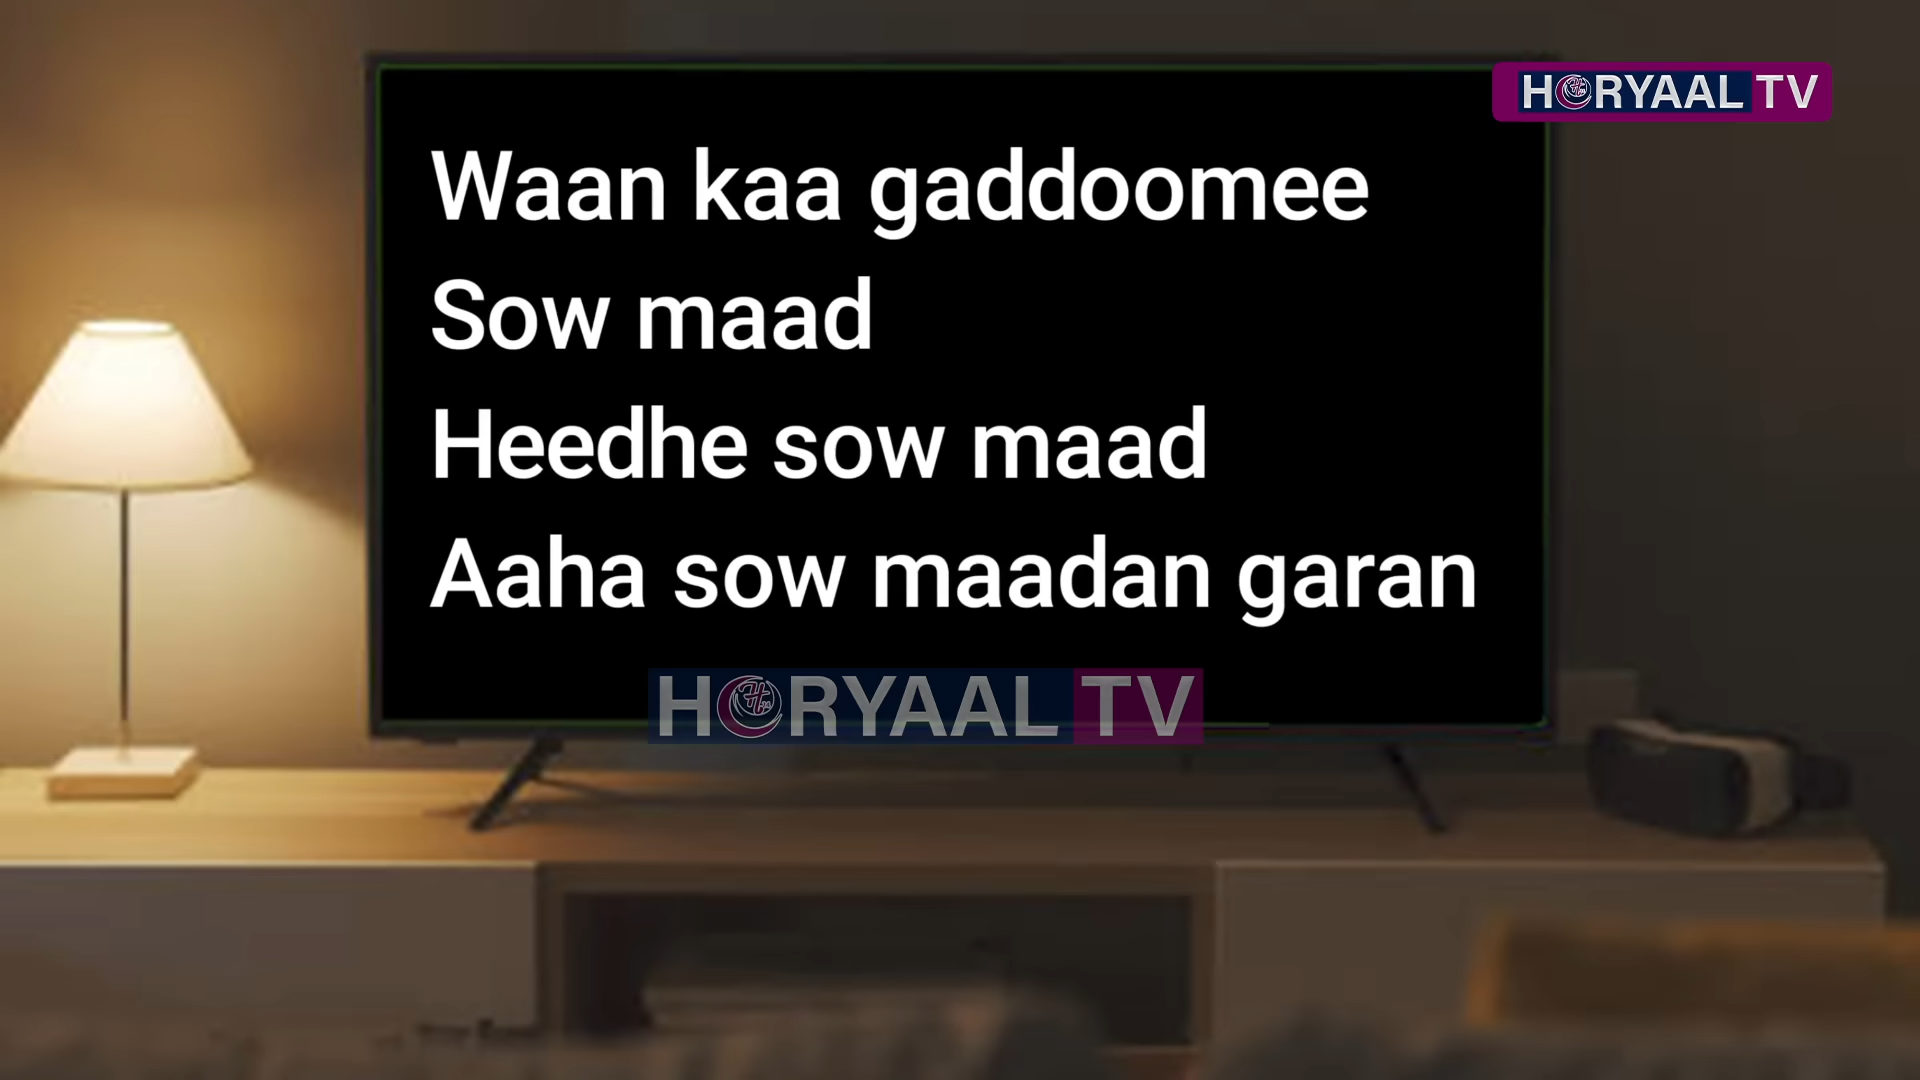 HORYAAL TV
Waan kaa gaddoomee
Sow maad
Heedhe sow maad
Aaha sow maadan garan
HORYAAL TV